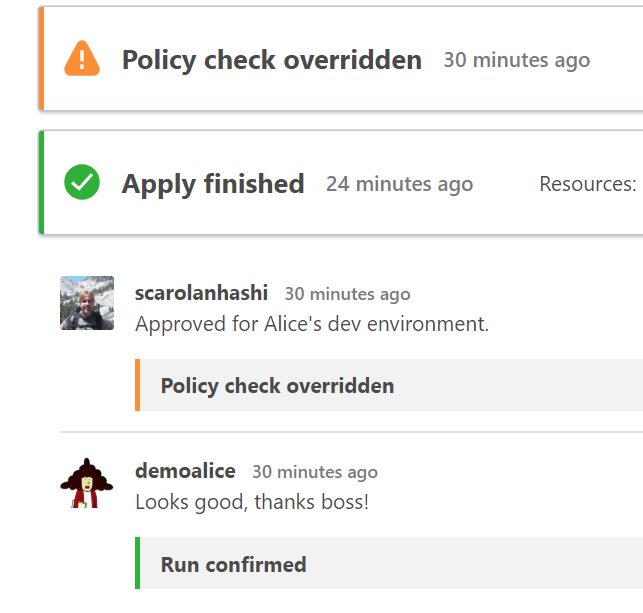 Policy check overridden 30 minutes ago
Apply finished 24 minutes ago Resources:
scarolanhashi 30 minutes ago
Approved for Alice's dev environment.
Policy check overridden
demoalice 30 minutes ago
Looks good, thanks boss!
Run confirmed